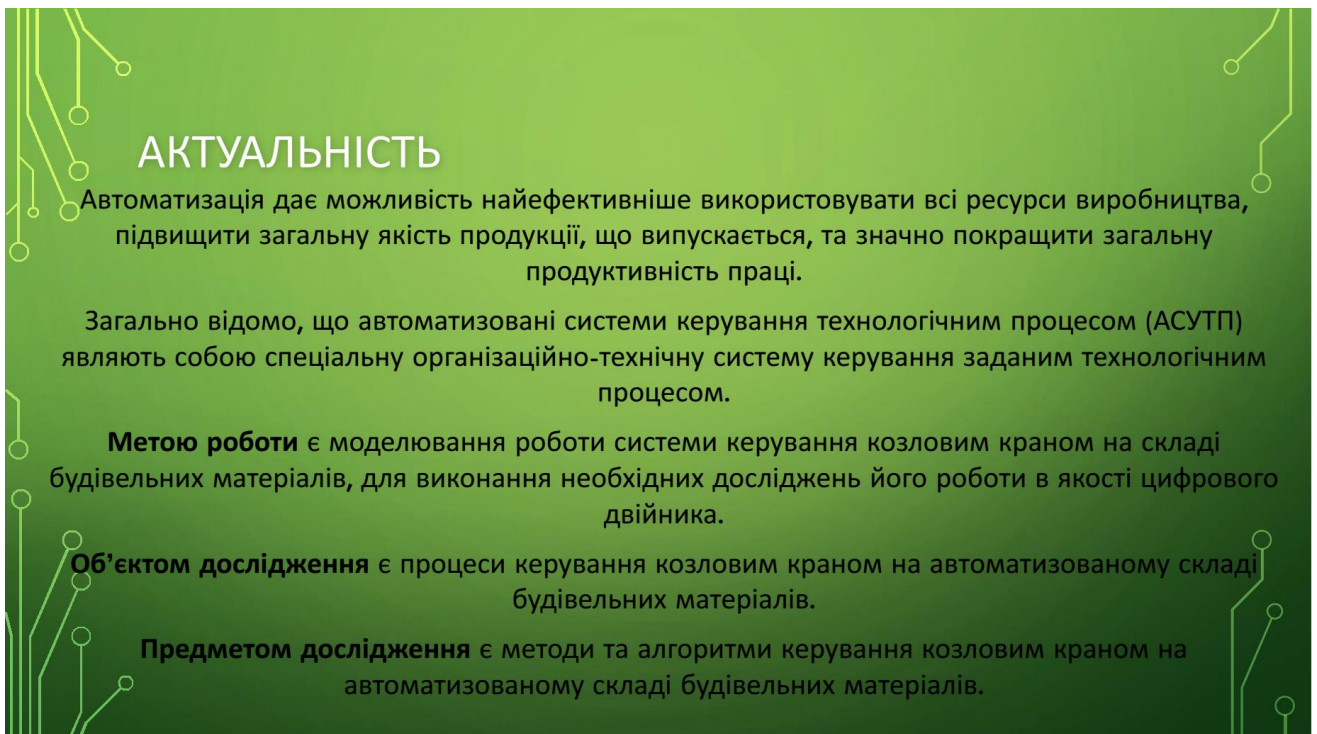 АКТУАЛЬНІСТЬ
Автоматизація дає можливість найефективніше використовувати всі ресурси виробництва,
підвищити загальну якість продукції, що випускається, та значно покращити загальну
продуктивність праці.
Загально відомо, що автоматизовані системи керування технологічним процесом (АСУТП)
являють собою спеціальну організаційно-технічну систему керування заданим технологічним
процесом.
Метою роботи є моделювання роботи системи керування козловим краном на складі
будівельних матеріалів, для виконання необхідних досліджень його роботи в якості цифрового
двійника.
Об’єктом дослідження є процеси керування козловим краном на автоматизованому складі
будівельних матеріалів.
Предметом дослідження є методи та алгоритми керування козловим краном на
автоматизованому складі будівельних матеріалів.